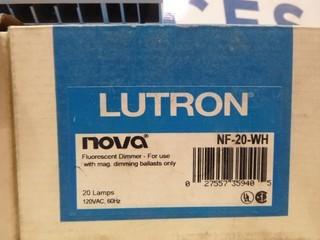 LUTRON®
nova®
NF-20-WH
Fluorescent Dimmer - For use
with mag. dimming ballasts only
0 27557 35940 5
20 Lamps
120VAC, 60Hz
UL